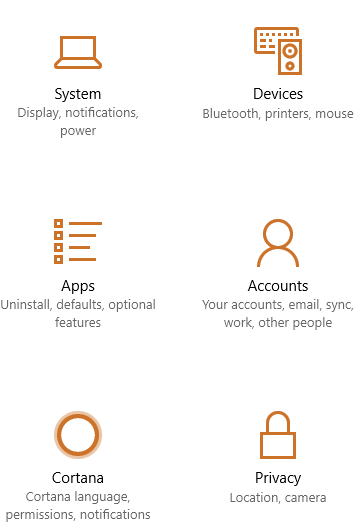 System
Display, notifications,
power
Devices
Bluetooth, printers, mouse
Apps
Uninstall, defaults, optional
features
Accounts
Your accounts, email, sync,
work, other people
Cortana
Cortana language,
permissions, notifications
Privacy
Location, camera